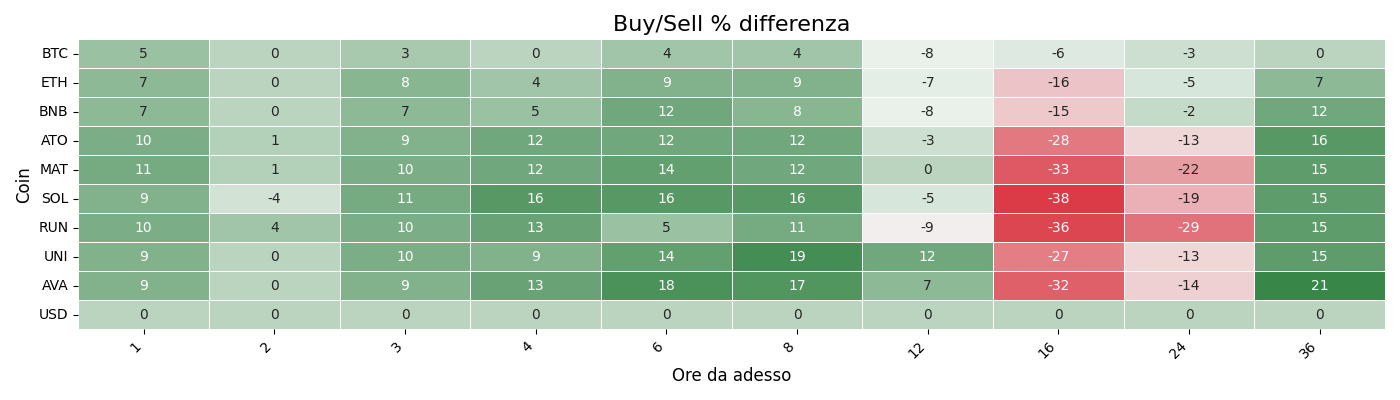 Buy/Sell % differenza
Coin
BTC 5 0 3 0 4 4 -8 -6 -3 0
ETH 7 0 8 4 9 9 -7 -16 -5 7
BNB 7 0 7 5 12 8 -8 -15 -2 12
ATO 10 1 9 12 12 12 -3 -28 -13 16
MAT 11 1 10 12 14 12 0 -33 -22 15
SOL 9 -4 11 16 16 16 -5 -38 -19 15
RUN 10 4 10 13 5 11 -9 -36 -29 15
UNI 9 0 10 9 14 19 12 -27 -13 15
AVA 9 0 9 13 18 17 7 -32 -14 21
USD 0 0 0 0 0 0 0 0 0 0
1 2 3 4 6 8 12 16 24 36
Ore da adesso